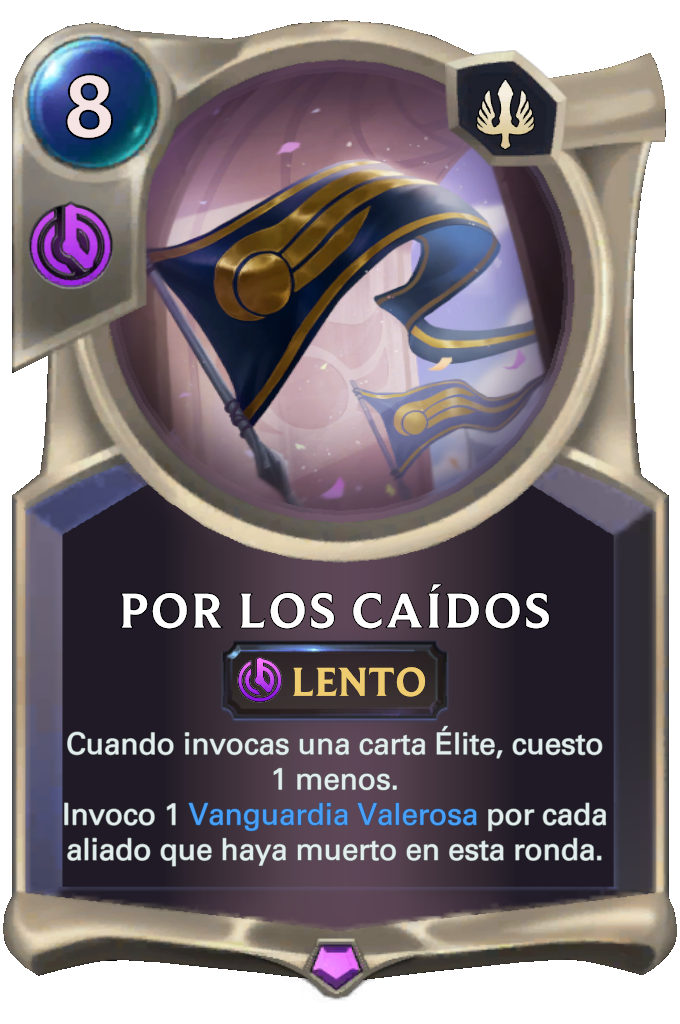 8
POR LOS CAÍDOS
LENTO
Cuando invocas una carta Élite, cuesto
1 menos.
Invoco 1 Vanguardia Valerosa por cada
aliado que haya muerto en esta ronda.